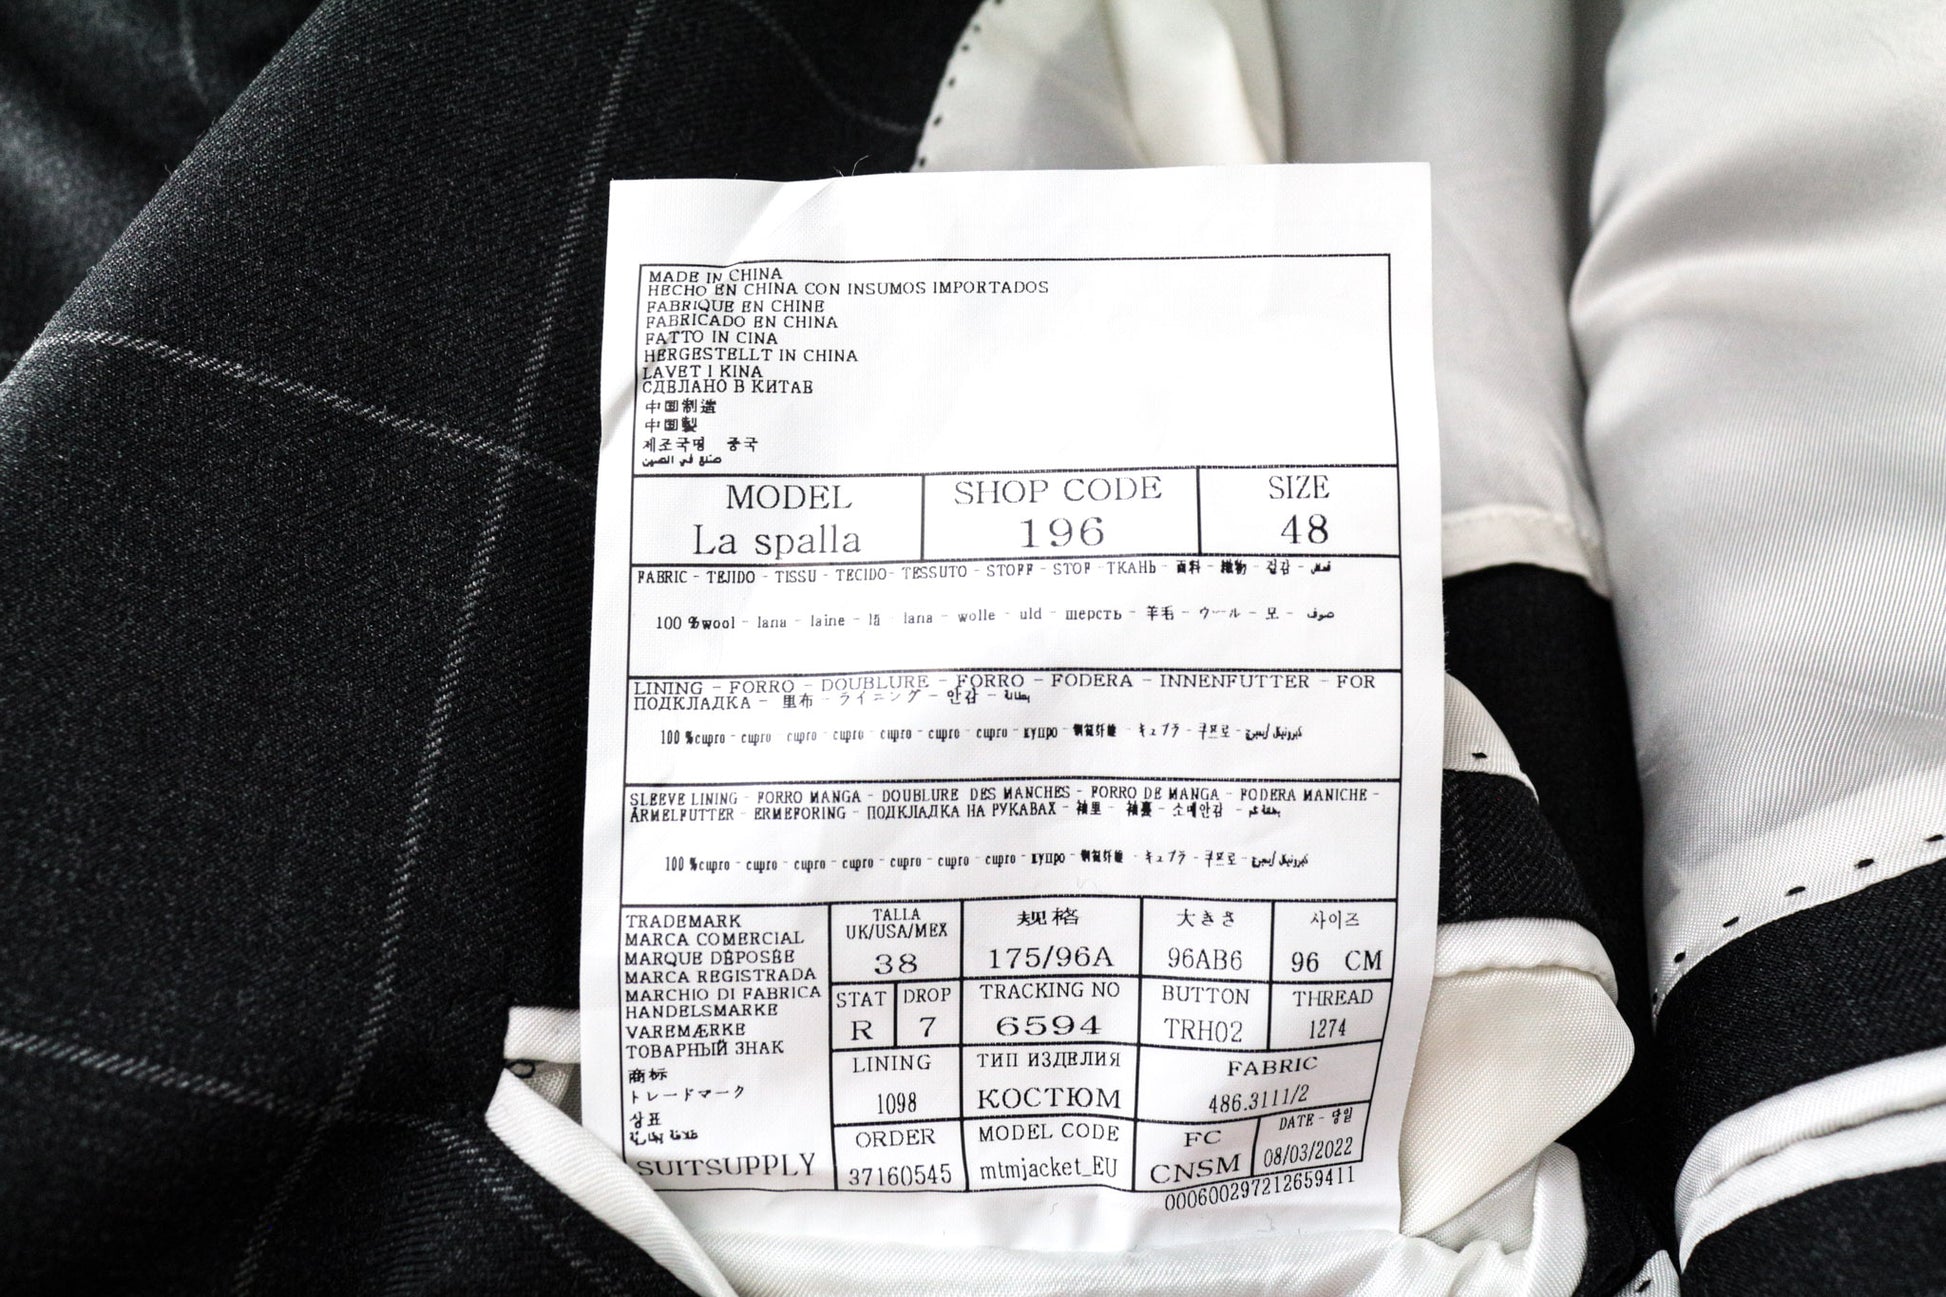 MADE IN CHINA
HECHO EN CHINA CON INSUMOS IMPORTADOS
FABRIQUE EN CHINE
FABRICADO EN CHINA
FATTO IN CINA
HERGESTELLT IN CHINA
LAVET I KINA
СДЕЛАНО В КИТАЕ
中国制造
中国製
제조국명 중국
صنع في الصين
MODEL
La spalla
SHOP CODE
196
SIZE
48
FABRIC - TEJIDO - TISSU - TECIDO - TESSUTO - STOFF - STOF - ТКАНЬ - 面料 - 織物 - 겉감 - قماش
100 %wool - lana - laine - lã lana - wolle - uld - шерсть - 羊毛 - ウール - 모 - صوف
LINING - FORRO - DOUBLURE - FORRO - FODERA - INNENFUTTER - FOR
ПОДКЛАДКА - 里布 - ライニング - 안감 - بطانة
100 %cupro - cupro cupro - cupro - cupro - cupro - cupro - купро - 铜氨纤维 - キュプラ - 쿠프로 -
SLEEVE LINING - FORRO MANGA - DOUBLURE DES MANCHES - FORRO DE MANGA - FODERA MANICHE -
ÄRMELFUTTER - ERMEFORING - ПОДКЛАДКА НА РУКАВАХ - 袖里 - 袖裏 - 소매안감 -
100 %cupro - cupro - cupro - cupro - cupro - cupro - cupro - купро - 铜氨纤维 - キュプラ - 쿠프로 -
TRADEMARK
MARCA COMERCIAL
MARQUE DÉPOSÉE
MARCA REGISTRADA
MARCHIO DI FABRICA
HANDELSMARKE
VAREMÆRKE
ТОВАРНЫЙ ЗНАК
商标
トレードマーク
상표
علامة تجارية
SUITSUPPLY
TALLA
UK/USA/MEX
38
规格
175/96A
大きさ
96AB6
사이즈
96 CM
STAT
R
DROP
7
TRACKING NO
6594
BUTTON
TRH02
THREAD
1274
LINING
1098
ТИП ИЗДЕЛИЯ
КОСТЮМ
FABRIC
486.3111/2
ORDER
37160545
MODEL CODE
mtmjacket_EU
FC
CNSM
DATE -
08/03/2022
000600297212659411